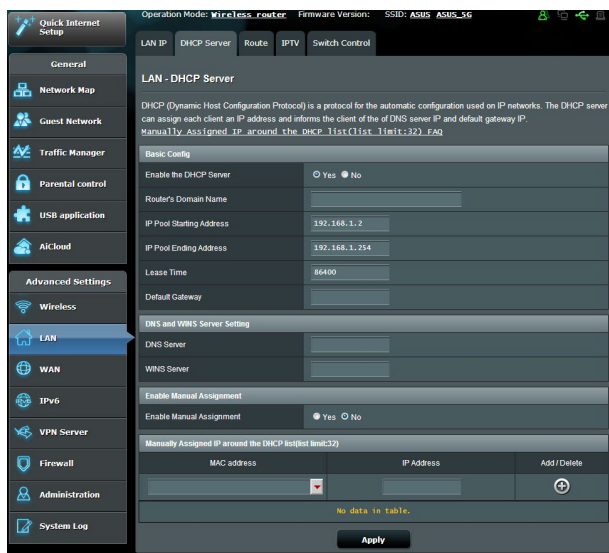 Quick Internet
Setup
Operation Mode: Wireless router Firmware Version: SSID: ASUS ASUS_5G
LAN IP DHCP Server Route IPTV Switch Control
General
Network Map
Guest Network
Traffic Manager
Parental control
USB application
AiCloud
Advanced Settings
Wireless
LAN
WAN
IPv6
VPN Server
Firewall
Administration
System Log
LAN - DHCP Server
DHCP (Dynamic Host Configuration Protocol) is a protocol for the automatic configuration used on IP networks. The DHCP server
can assign each client an IP address and informs the client of the of DNS server IP and default gateway IP.
Manually Assigned IP around the DHCP list(list limit:32) FAQ
Basic Config
Enable the DHCP Server Yes No
Router's Domain Name
IP Pool Starting Address 192.168.1.2
IP Pool Ending Address 192.168.1.254
Lease Time 86400
Default Gateway
DNS and WINS Server Setting
DNS Server
WINS Server
Enable Manual Assignment
Enable Manual Assignment Yes No
Manually Assigned IP around the DHCP list(list limit:32)
MAC address IP Address Add / Delete
No data in table.
Apply